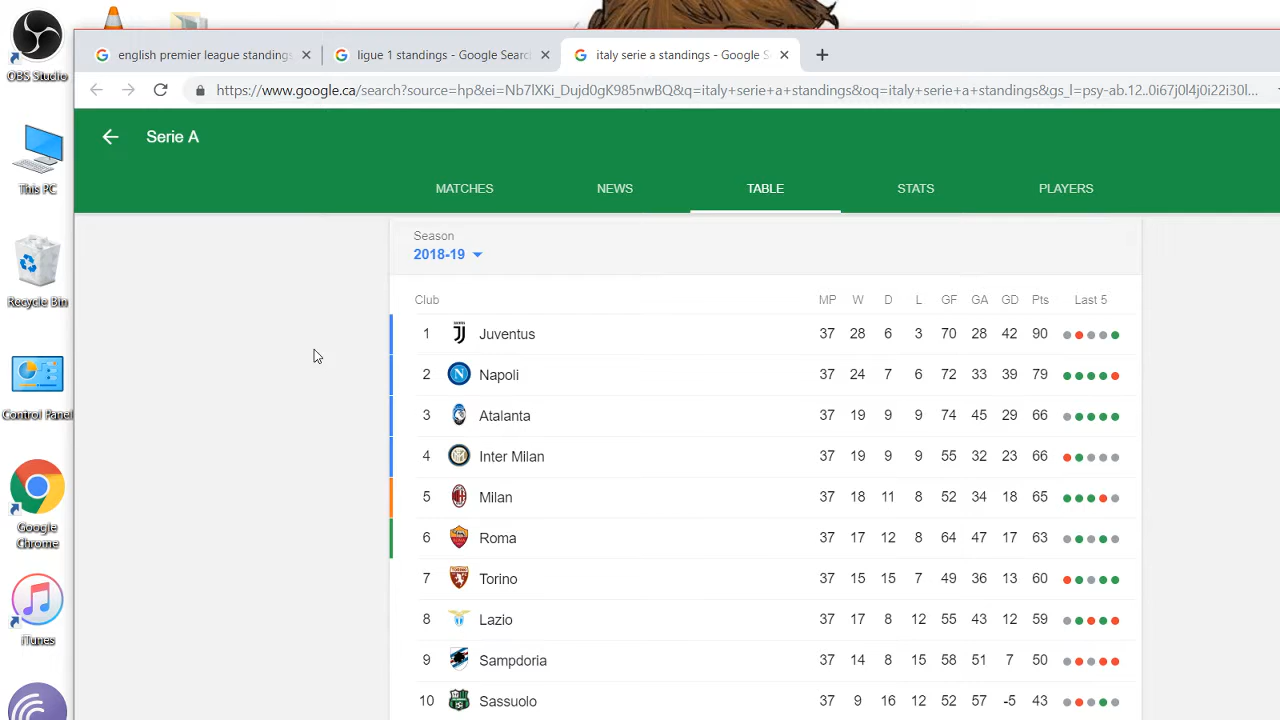 OBS Studio
This PC
Recycle Bin
Control Panel
Google
Chrome
iTunes
english premier league standings
ligue 1 standings - Google Searc
italy serie a standings - Google S
https://www.google.ca/search?source=hp&ei=Nb7lXKi_Dujd0gK985nwBQ&q=italy+serie+a+standings&oq=italy+serie+a+standings&gs_l=psy-ab.12..0i67j0l4j0i22i30l...
Serie A
MATCHES NEWS TABLE STATS PLAYERS
Season
2018-19
Club MP W D L GF GA GD Pts Last 5
1 Juventus 37 28 6 3 70 28 42 90
2 Napoli 37 24 7 6 72 33 39 79
3 Atalanta 37 19 9 9 74 45 29 66
4 Inter Milan 37 19 9 9 55 32 23 66
5 Milan 37 18 11 8 52 34 18 65
6 Roma 37 17 12 8 64 47 17 63
7 Torino 37 15 15 7 49 36 13 60
8 Lazio 37 17 8 12 55 43 12 59
9 Sampdoria 37 14 8 15 58 51 7 50
10 Sassuolo 37 9 16 12 52 57 -5 43